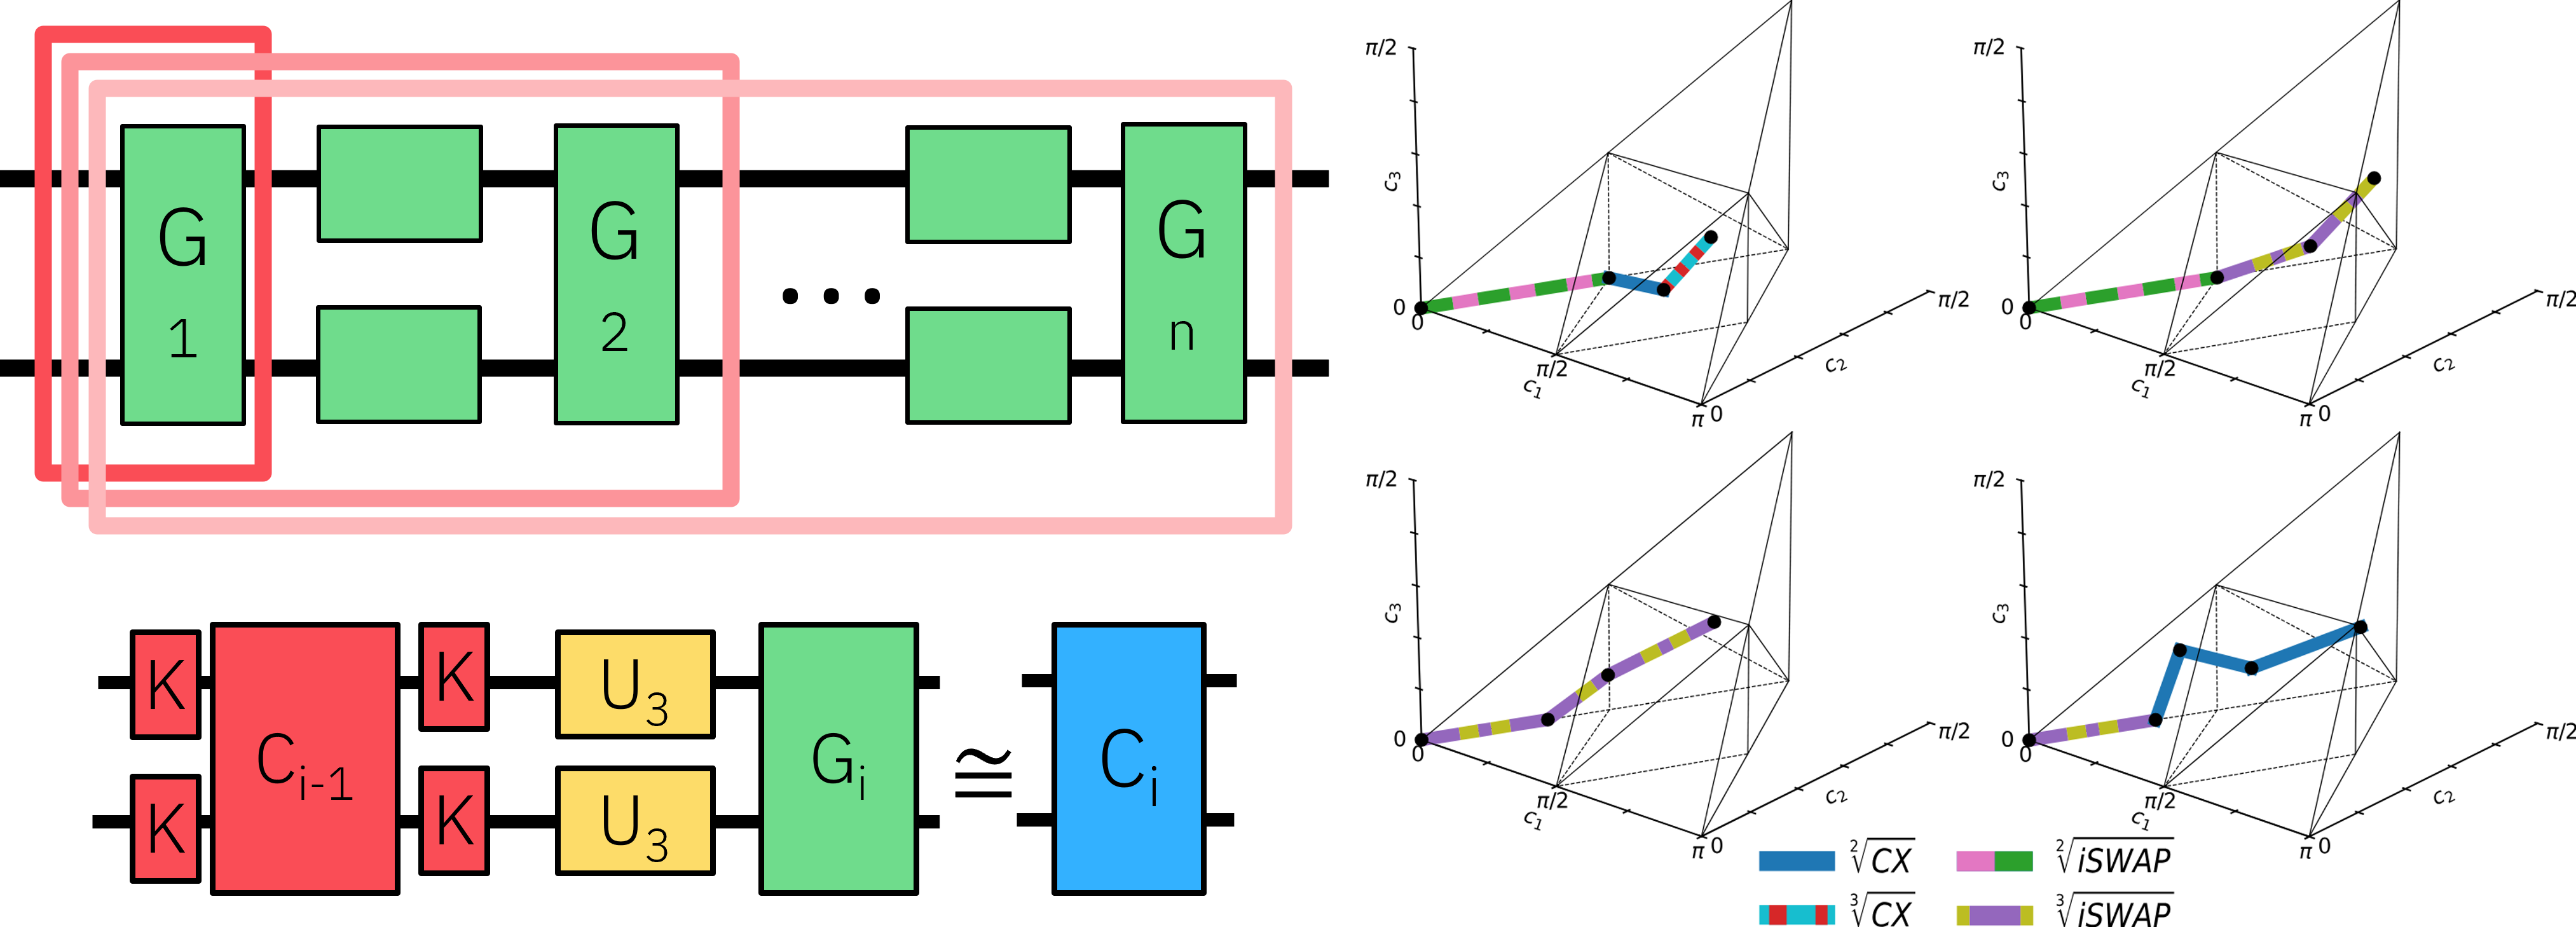 G
1
G
2
...
G
n
K
C_{i-1}
K
U_3
G_i
≅
C_i
K
K
U_3
π/2
c_3
0
0
π/2
c_1
π
0
c_2
π/2
π/2
c_3
0
0
π/2
c_1
π
0
c_2
π/2
π/2
c_3
0
0
π/2
c_1
π
0
c_2
π/2
π/2
c_3
0
0
π/2
c_1
π
0
c_2
π/2
\sqrt[2]{CX}
\sqrt[2]{iSWAP}
\sqrt[3]{CX}
\sqrt[3]{iSWAP}